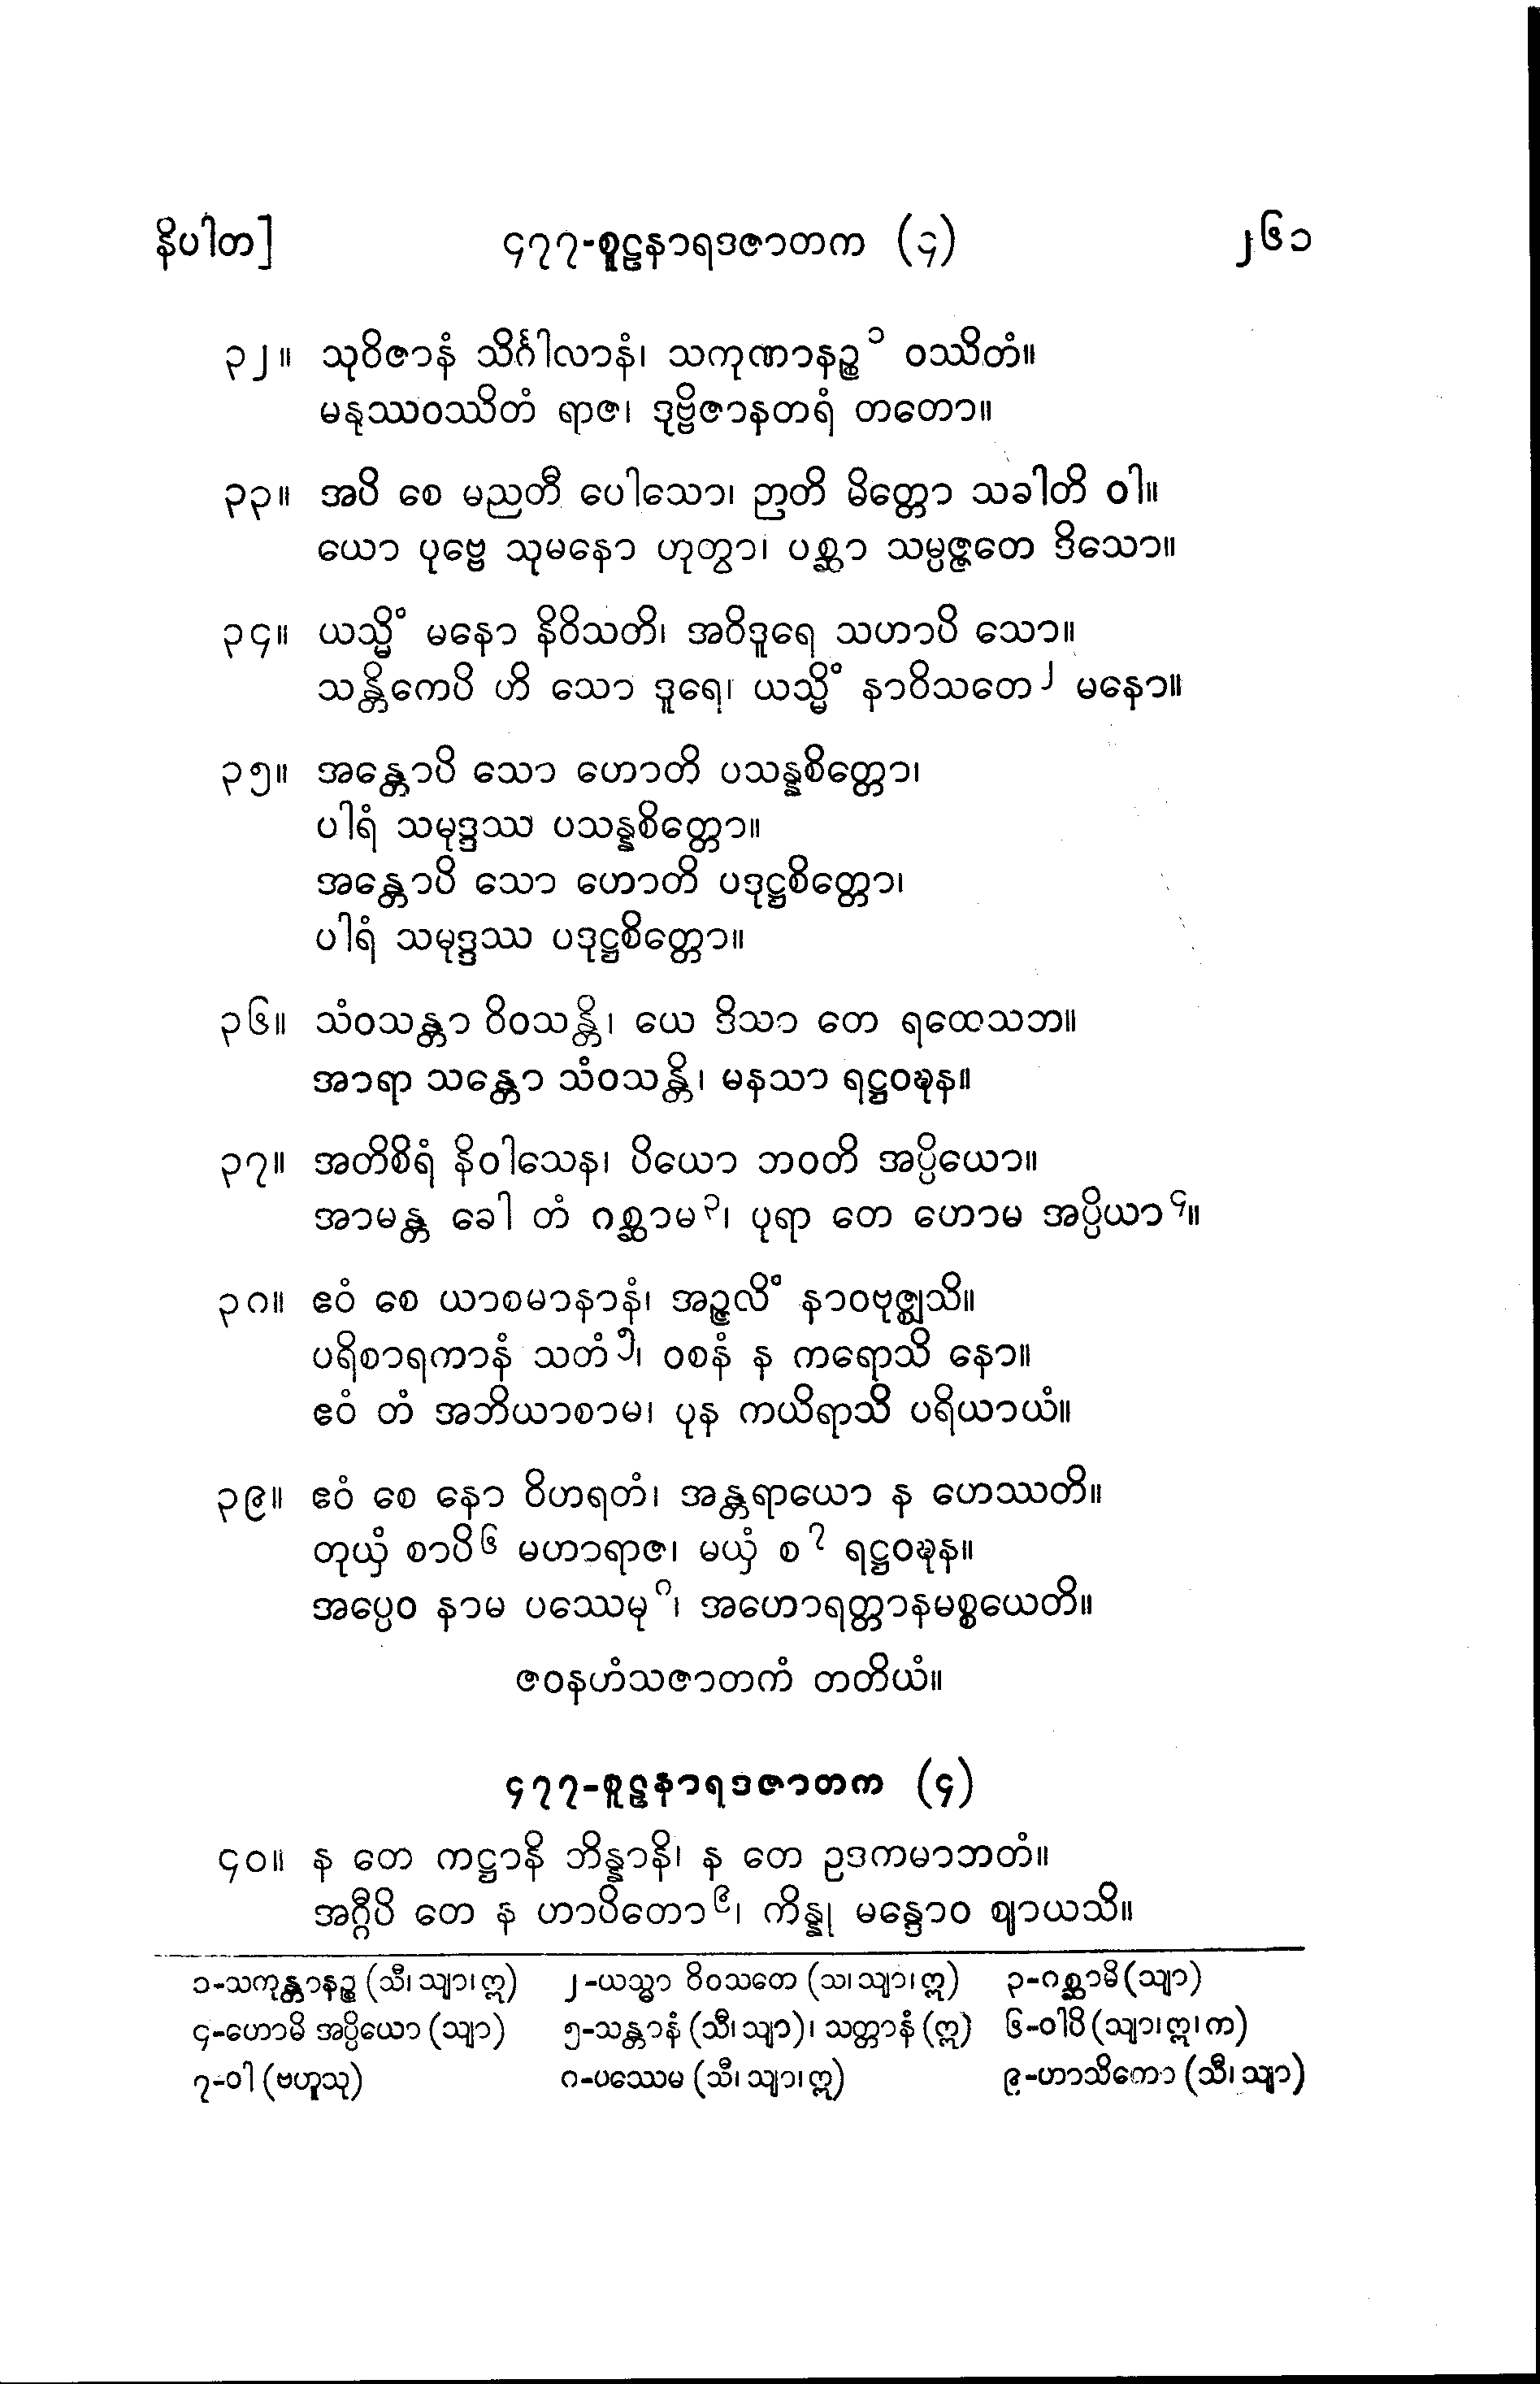 နိပါတ] ၄၇၇-စူဠနာရဒဇာတက (၄) ၂၆၁
၃၂။ သုဝိဇာနံ သိင်္ဂါလာနံ၊ သကုဏာနဉ္စ၁ ဝဿိတံ။
မနုဿဝဿိတံ ရာဇ၊ ဒုဗ္ဗိဇာနတရံ တတော။
၃၃။ အပိ စေ မညတီ ပေါသော၊ ဉာတိ မိတ္တော သခါတိ ဝါ။
ယော ပုဗ္ဗေ သုမနော ဟုတွာ၊ ပစ္ဆာ သမ္ပဇ္ဇတေ ဒိသော။
၃၄။ ယသ္မိံ မနော နိဝိသတိ၊ အဝိဒူရေ သဟာပိ သော။
သန္တိကေပိ ဟိ သော ဒူရေ၊ ယသ္မိံ နာဝိသတေ၂ မနော။
၃၅။ အန္တောပိ သော ဟောတိ ပသန္နစိတ္တော၊
ပါရံ သမုဒ္ဒဿ ပသန္နစိတ္တော။
အန္တောပိ သော ဟောတိ ပဒုဋ္ဌစိတ္တော၊
ပါရံ သမုဒ္ဒဿ ပဒုဋ္ဌစိတ္တော။
၃၆။ သံဝသန္တာ ဝိဝသန္တိ၊ ယေ ဒိသာ တေ ရထေသဘ။
အာရာ သန္တော သံဝသန္တိ၊ မနသာ ရဋ္ဌဝဍ္ဎန။
၃၇။ အတိစိရံ နိဝါသေန၊ ပိယော ဘဝတိ အပ္ပိယော။
အာမန္တ ခေါ တံ ဂစ္ဆာမ၃၊ ပုရာ တေ ဟောမ အပ္ပိယာ၄။
၃၈။ ဧဝံ စေ ယာစမာနာနံ၊ အဉ္ဇလိံ နာဝဗုဇ္ဈသိ။
ပရိစာရကာနံ သတံ၅၊ ဝစနံ န ကရောသိ နော။
ဧဝံ တံ အဘိယာစာမ၊ ပုန ကယိရာသိ ပရိယာယံ။
၃၉။ ဧဝံ စေ နော ဝိဟရတံ၊ အန္တရာယော န ဟေဿတိ။
တုယှံ စာပိ၆ မဟာရာဇ၊ မယှံ စ၇ ရဋ္ဌဝဍ္ဎန။
အပ္ပေဝ နာမ ပဿေမု၈၊ အဟောရတ္တာနမစ္စယေတိ။
ဇဝနဟံသဇာတကံ တတိယံ။
၄၇၇-စူဠနာရဒဇာတက (၄)
၄၀။ န တေ ကဋ္ဌာနိ ဘိန္နာနိ၊ န တေ ဥဒကမာဘတံ။
အဂ္ဂီပိ တေ န ဟာပိတော၉၊ ကိန္နု မန္ဒောဝ ဈာယသိ။
၁-သကုန္တာနဉ္စ (သီ၊ သျာ၊ ဣ) ၂-ယသ္မာ ဝိဝသတေ (သ၊ သျာ၊ ဣ) ၃-ဂစ္ဆာမိ (သျာ)
၄-ဟောမိ အပ္ပိယော (သျာ) ၅-သန္တာနံ (သီ၊ သျာ)၊ သတ္တာနံ (ဣ) ၆-ဝါပိ (သျာ၊ ဣ၊ က)
၇-ဝါ (ဗဟူသု) ၈-ပဿေမ (သီ၊ သျာ၊ ဣ) ၉-ဟာသိကော (သီ၊ သျာ)